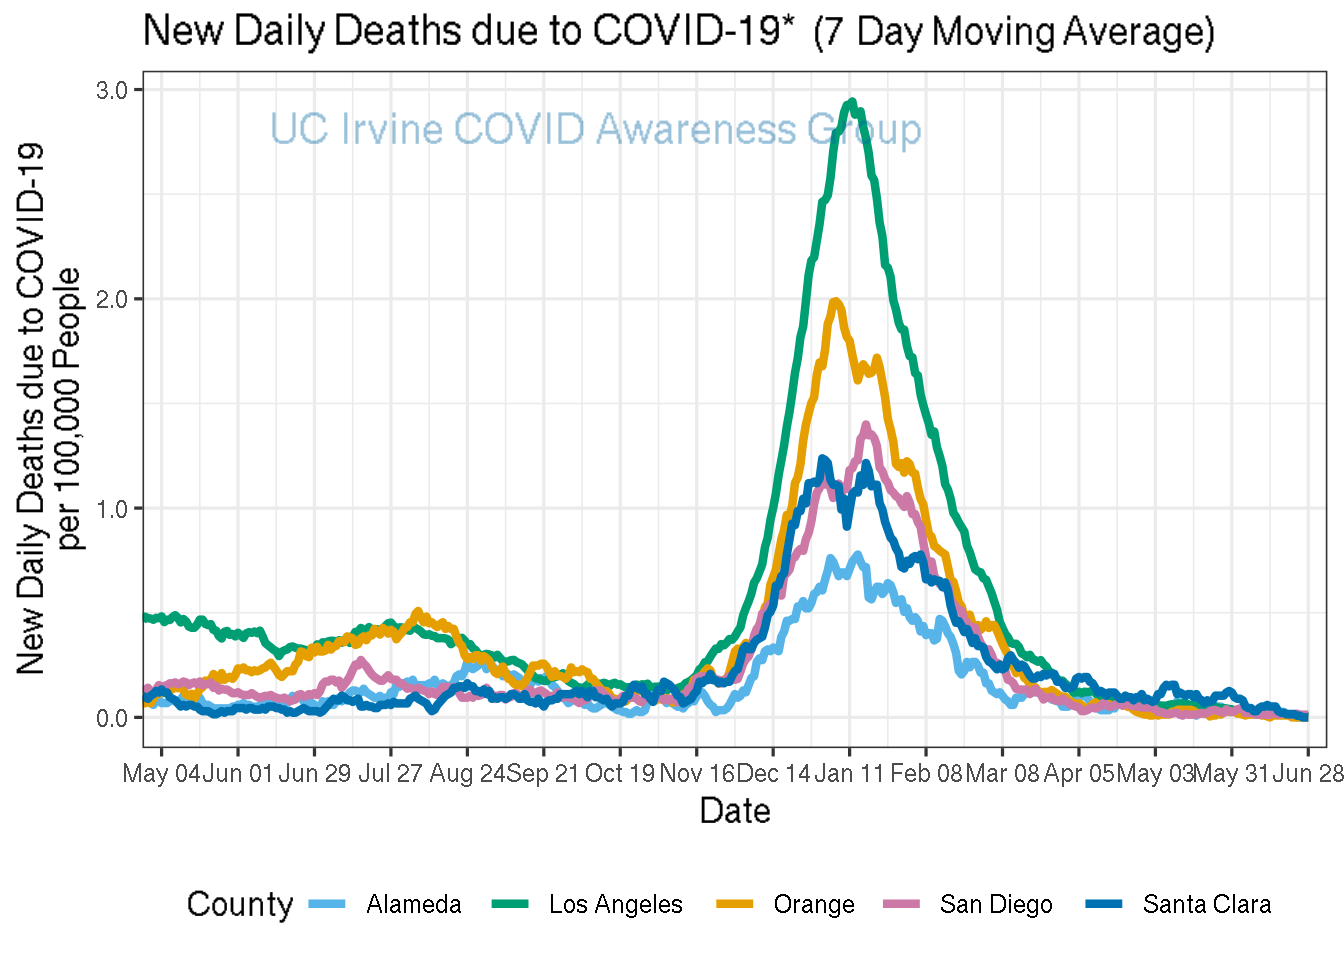 New Daily Deaths due to COVID-19* (7 Day Moving Average)
UC Irvine COVID Awareness Group
New Daily Deaths due to COVID-19
per 100,000 People
3.0
2.0
1.0
0.0
May 04 Jun 01 Jun 29 Jul 27 Aug 24 Sep 21 Oct 19 Nov 16 Dec 14 Jan 11 Feb 08 Mar 08 Apr 05 May 03 May 31 Jun 28
Date
County Alameda Los Angeles Orange San Diego Santa Clara